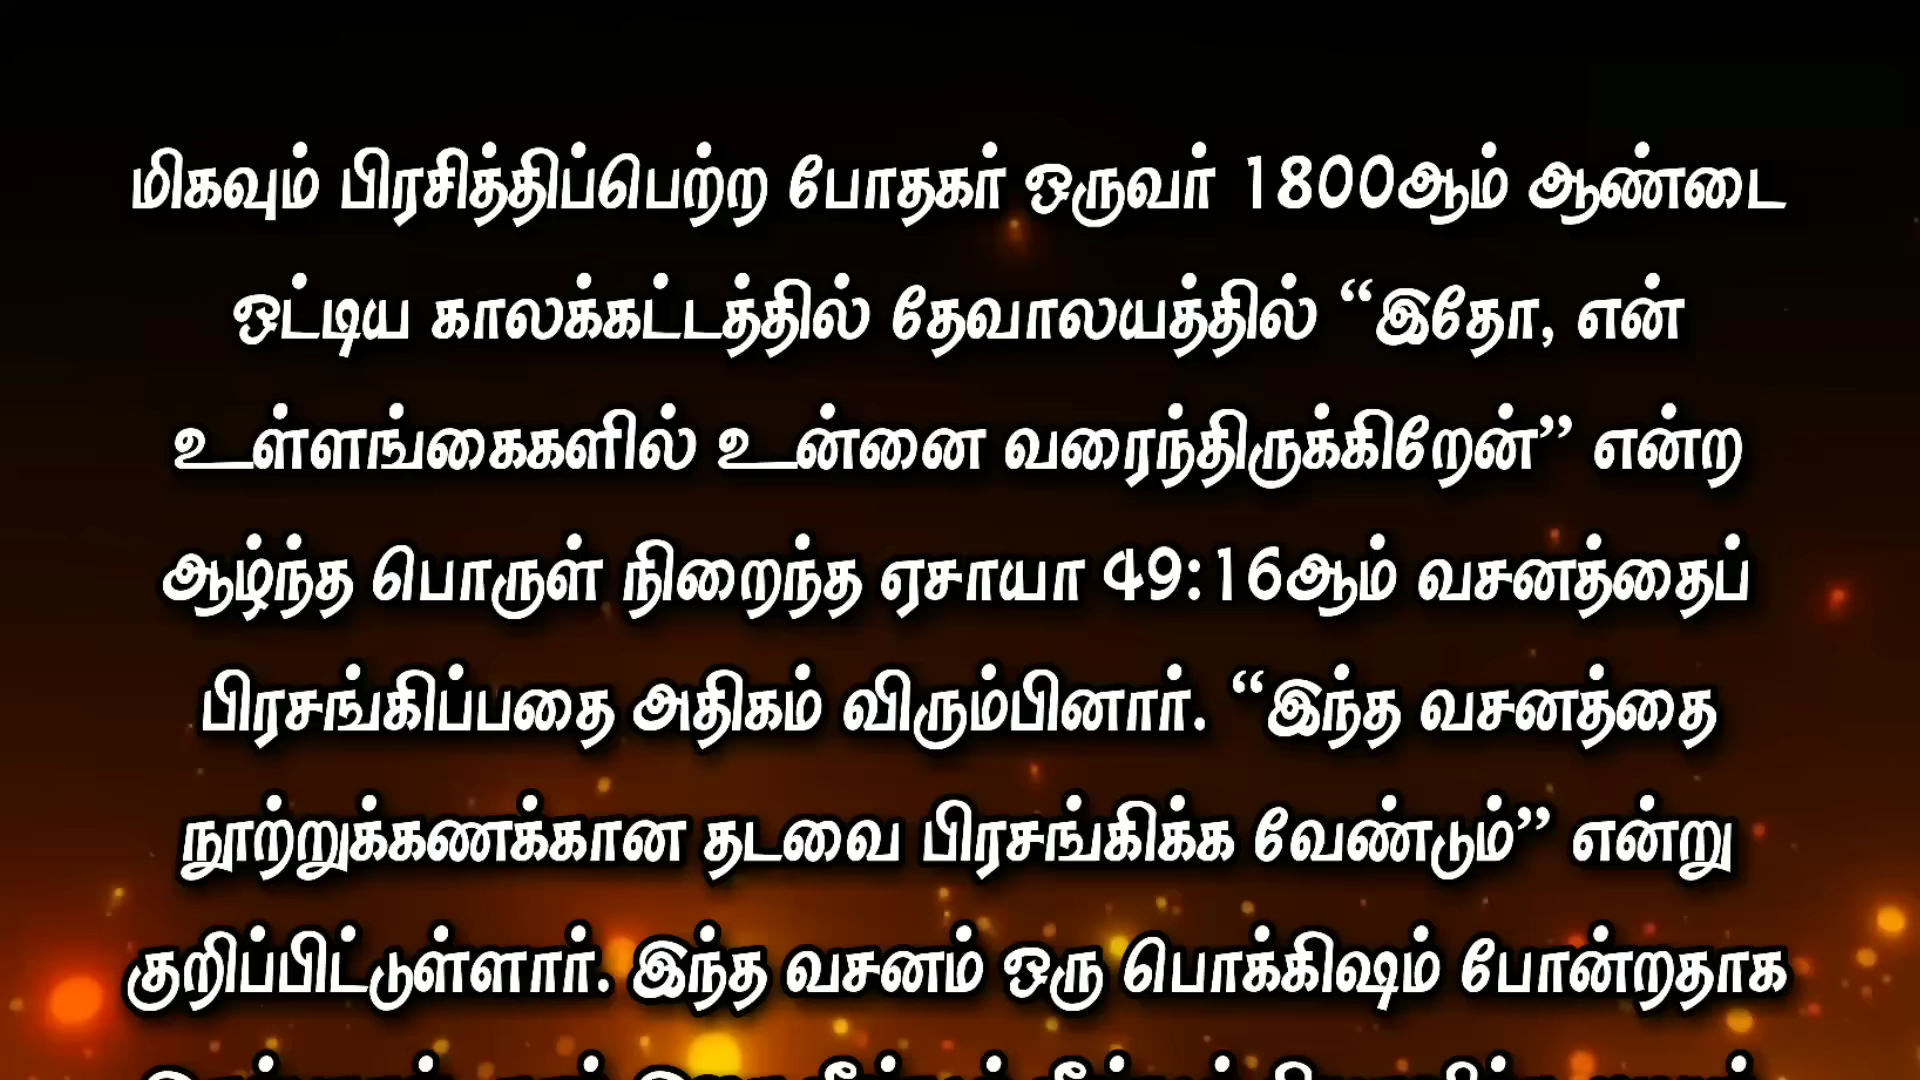 மிகவும் பிரசித்திப்பெற்ற போதகர் ஒருவர் 1800ஆம் ஆண்டை
ஒட்டிய காலக்கட்டத்தில் தேவாலயத்தில் “இதோ, என்
உள்ளங்கைகளில் உன்னை வரைந்திருக்கிறேன்” என்ற
ஆழ்ந்த பொருள் நிறைந்த ஏசாயா 49:16ஆம் வசனத்தைப்
பிரசங்கிப்பதை அதிகம் விரும்பினார். “இந்த வசனத்தை
நூற்றுக்கணக்கான தடவை பிரசங்கிக்க வேண்டும்” என்று
குறிப்பிட்டுள்ளார். இந்த வசனம் ஒரு பொக்கிஷம் போன்றதாக